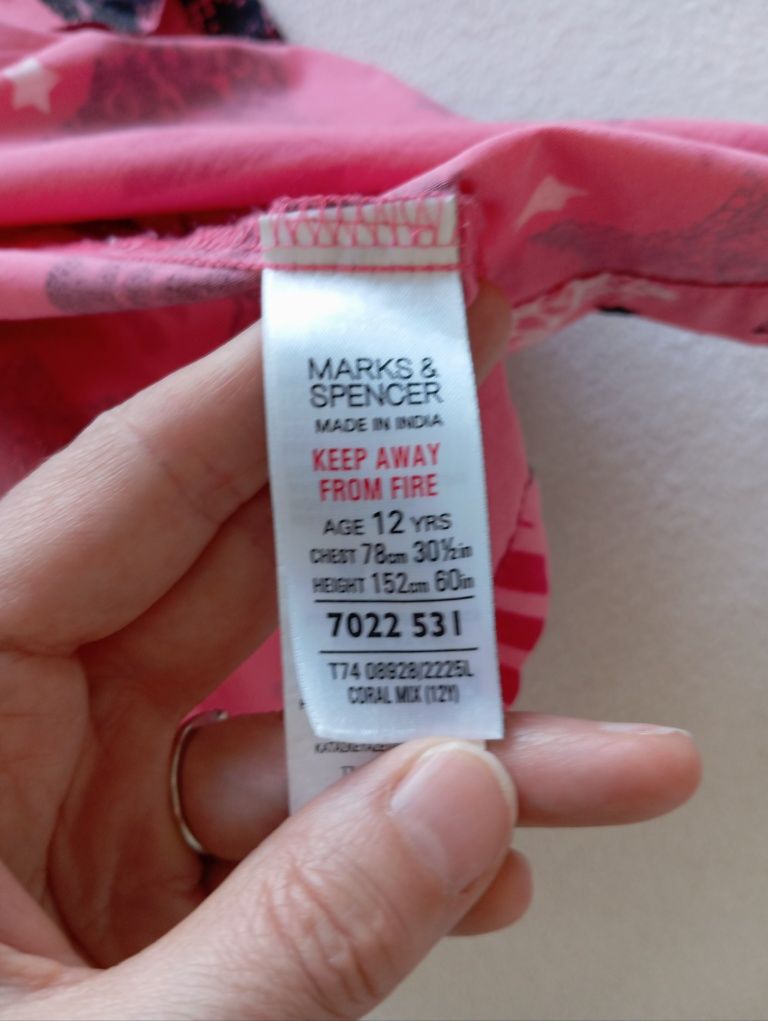 MARKS &
SPENCER
MADE IN INDIA
KEEP AWAY
FROM FIRE
AGE 12 YRS
CHEST 78cm 30½in
HEIGHT 152cm 60in
7022 531
T74 08928/2225L
CORAL MIX (12Y)